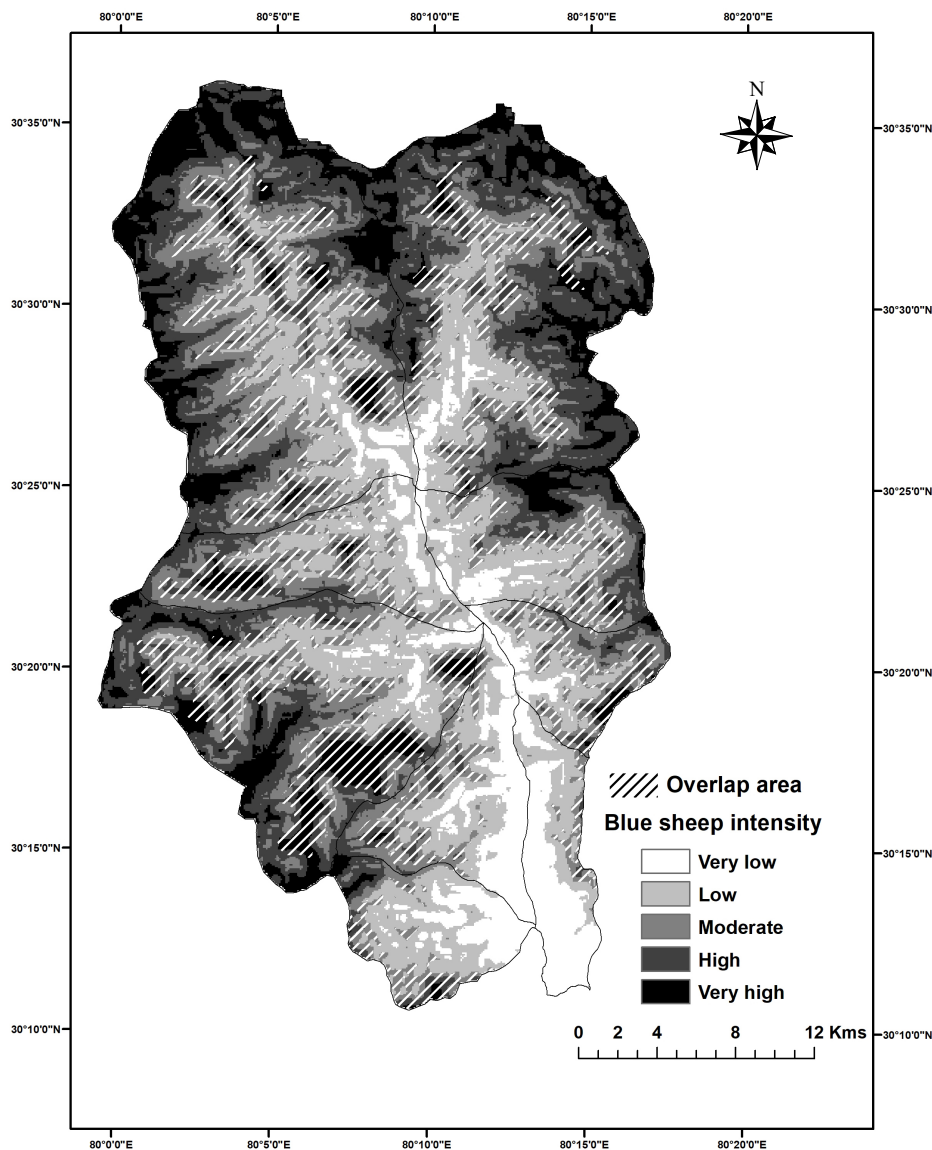 80°0'0"E 80°5'0"E 80°10'0"E 80°15'0"E 80°20'0"E
N
30°35'0"N 30°35'0"N
30°30'0"N 30°30'0"N
30°25'0"N 30°25'0"N
30°20'0"N 30°20'0"N
Overlap area
Blue sheep intensity
30°15'0"N 30°15'0"N
Very low
Low
Moderate
High
Very high
30°10'0"N 30°10'0"N
0 2 4 8 12 Kms
80°0'0"E 80°5'0"E 80°10'0"E 80°15'0"E 80°20'0"E